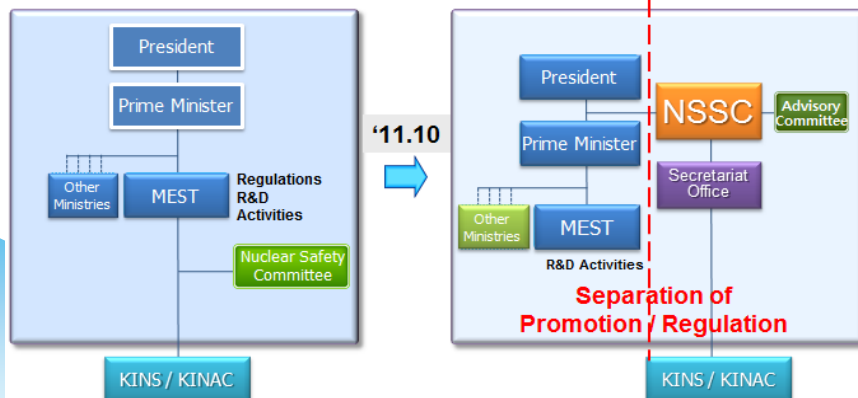 President
Prime Minister
Other
Ministries
MEST
Regulations
R&D
Activities
Nuclear Safety
Committee
KINS / KINAC
‘11.10
President
NSSC
Advisory
Committee
Prime Minister
Secretariat
Office
Other
Ministries
MEST
R&D Activities
Separation of
Promotion / Regulation
KINS / KINAC